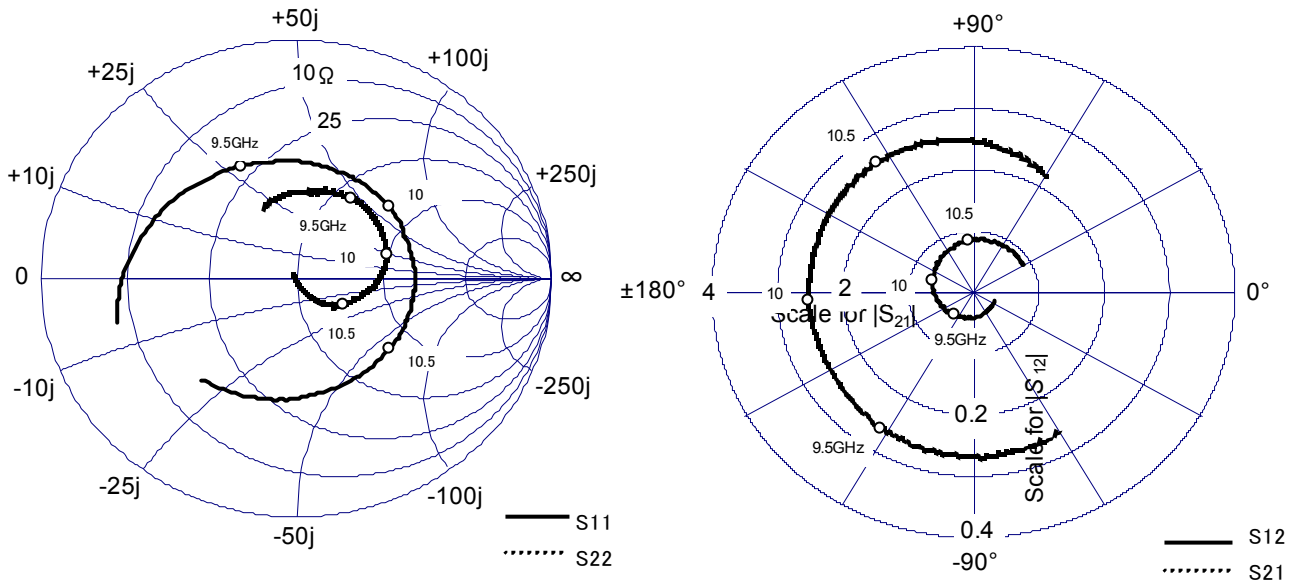 +50j
+25j
+100j
10Ω
25
9.5GHz
+10j
+250j
10
9.5GHz
10
0
∞
10.5
10.5
-10j
-250j
-25j
-100j
-50j
S11
S22
+90°
10.5
10.5
10
±180°
4
10
2
0°
Scale for |S21|
9.5GHz
Scale for |S12|
0.2
9.5GHz
0.4
-90°
S12
S21